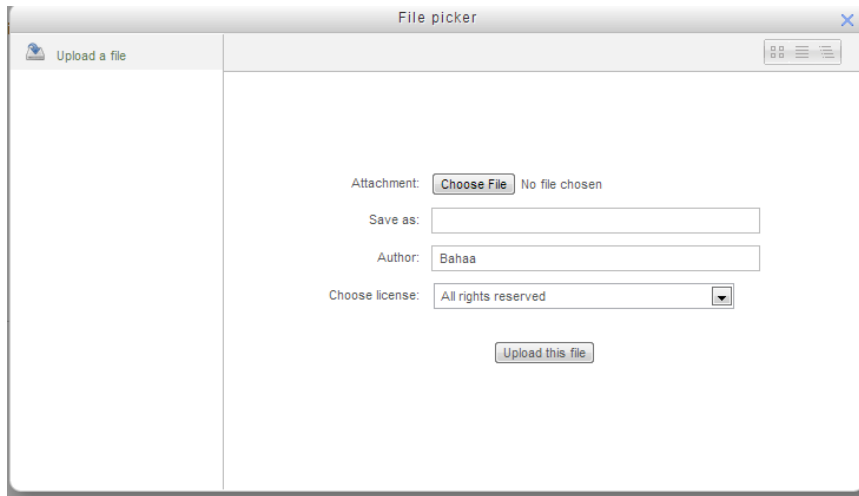 File picker
Upload a file
Attachment: Choose File No file chosen
Save as:
Author: Bahaa
Choose license: All rights reserved
Upload this file